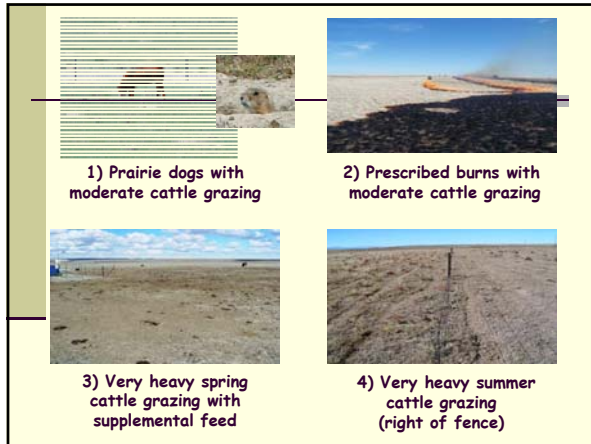 1) Prairie dogs with
moderate cattle grazing
2) Prescribed burns with
moderate cattle grazing
3) Very heavy spring
cattle grazing with
supplemental feed
4) Very heavy summer
cattle grazing
(right of fence)